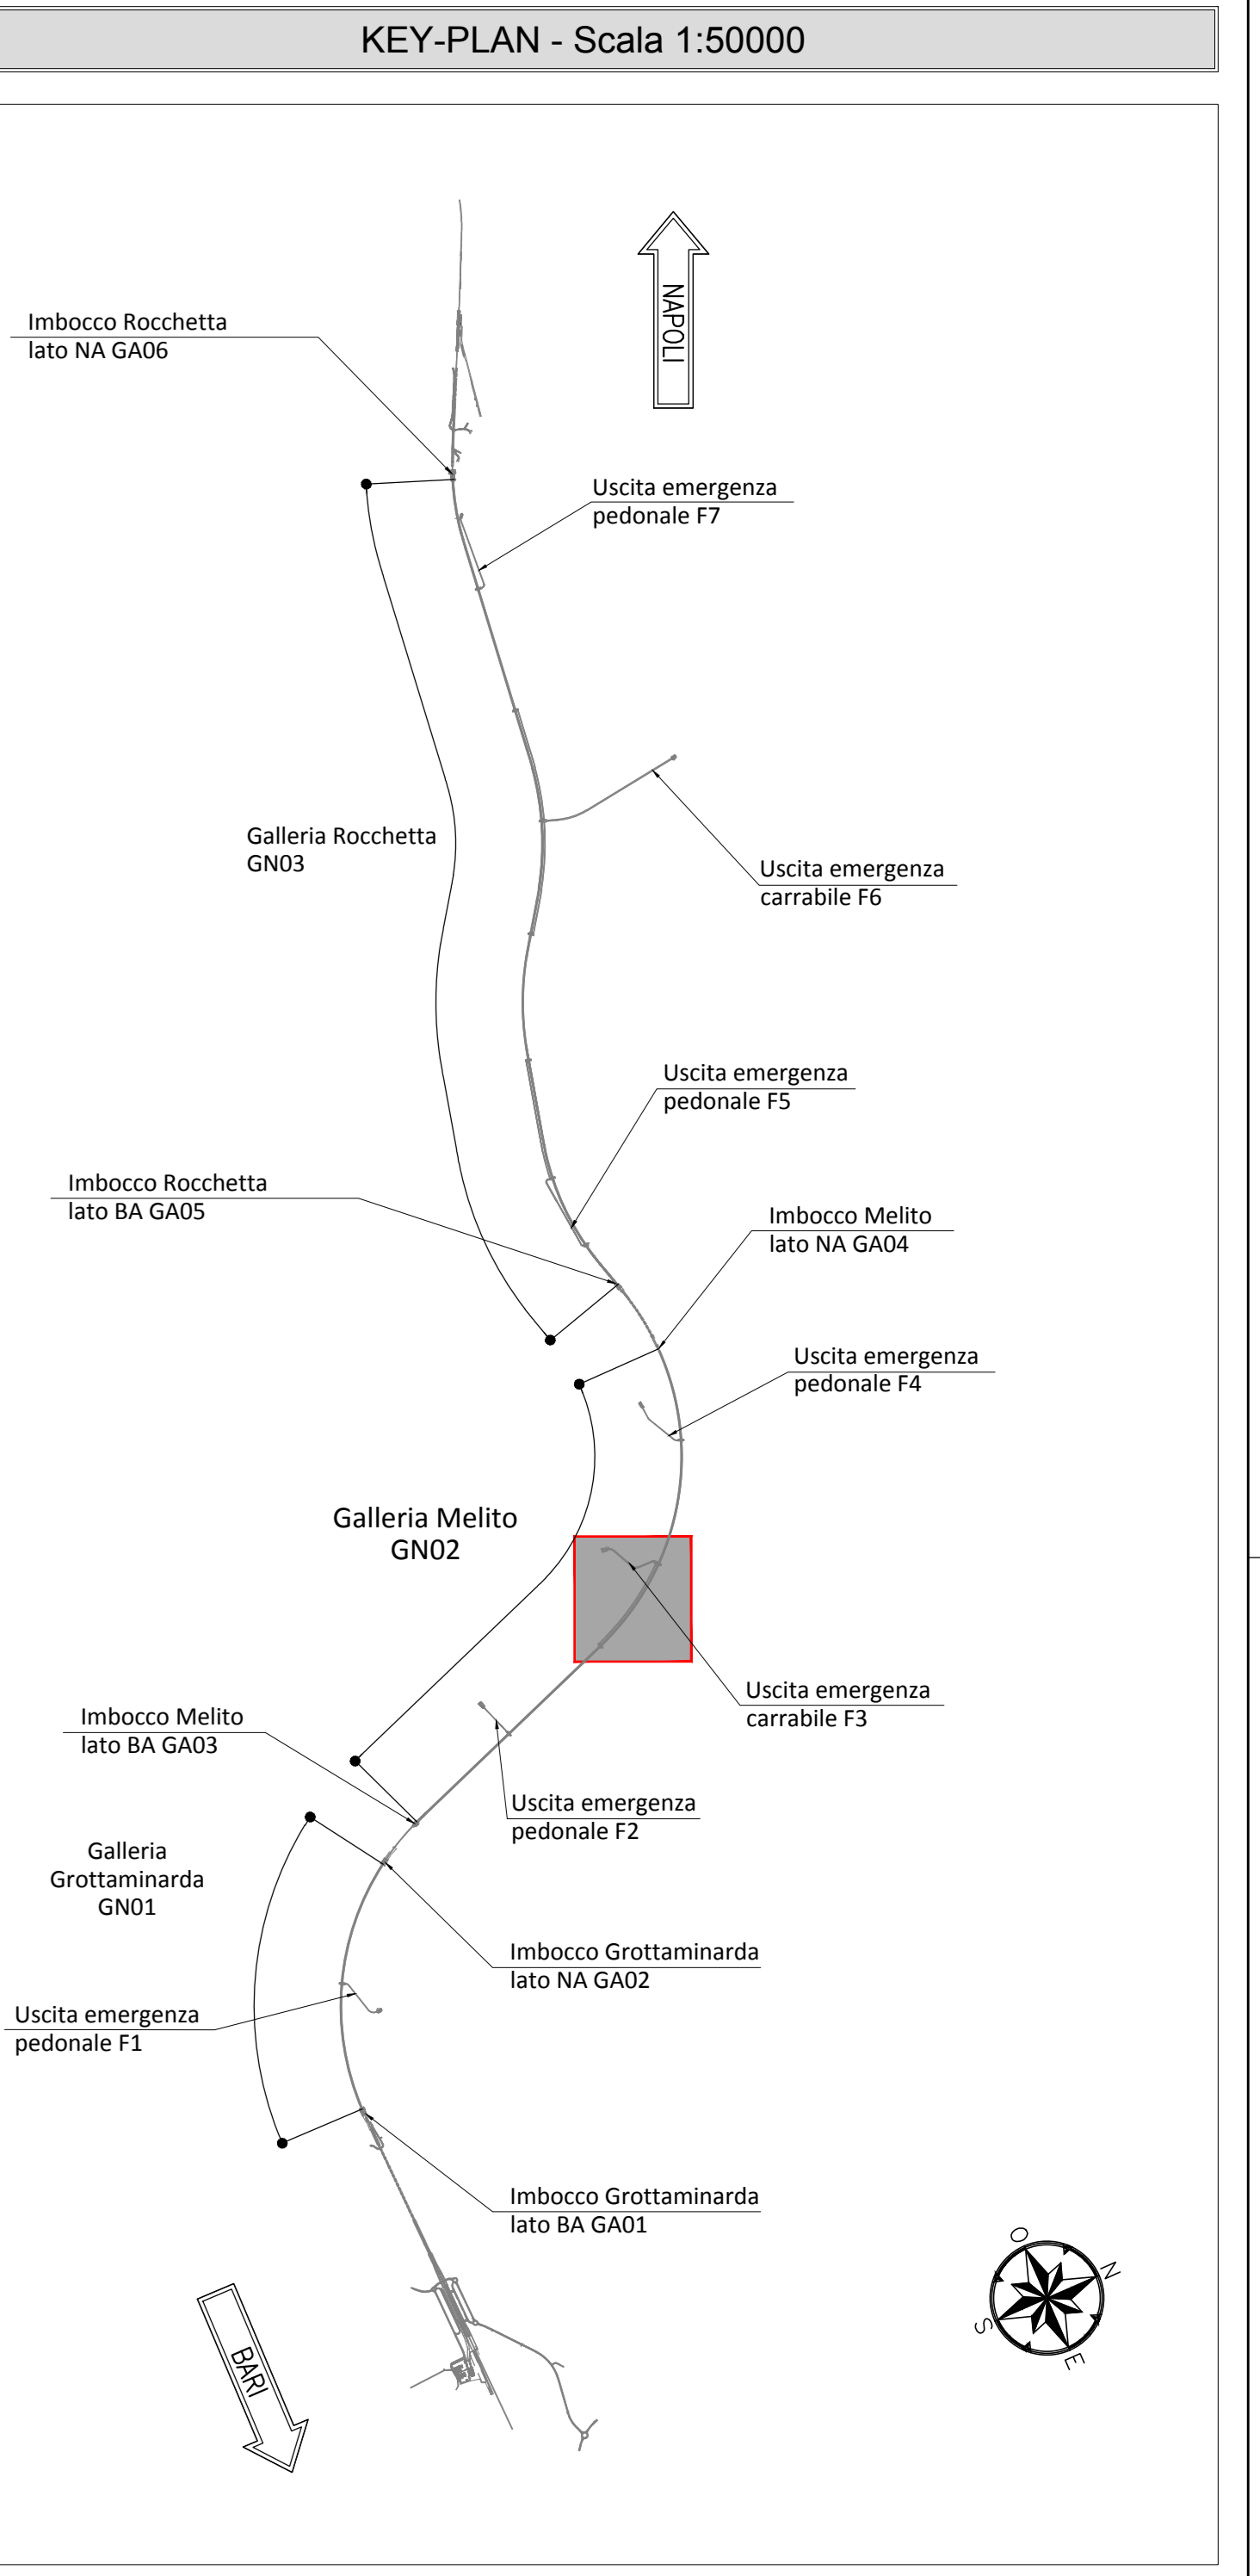 KEY-PLAN - Scala 1:50000
NAPOLI
Imbocco Rocchetta
lato NA GA06
Uscita emergenza
pedonale F7
Galleria Rocchetta
GN03
Uscita emergenza
carrabile F6
Uscita emergenza
pedonale F5
Imbocco Rocchetta
lato BA GA05
Imbocco Melito
lato NA GA04
Uscita emergenza
pedonale F4
Galleria Melito
GN02
Uscita emergenza
carrabile F3
Imbocco Melito
lato BA GA03
Uscita emergenza
pedonale F2
Galleria
Grottaminarda
GN01
Imbocco Grottaminarda
lato NA GA02
Uscita emergenza
pedonale F1
Imbocco Grottaminarda
lato BA GA01
O
N
S
E
BARI